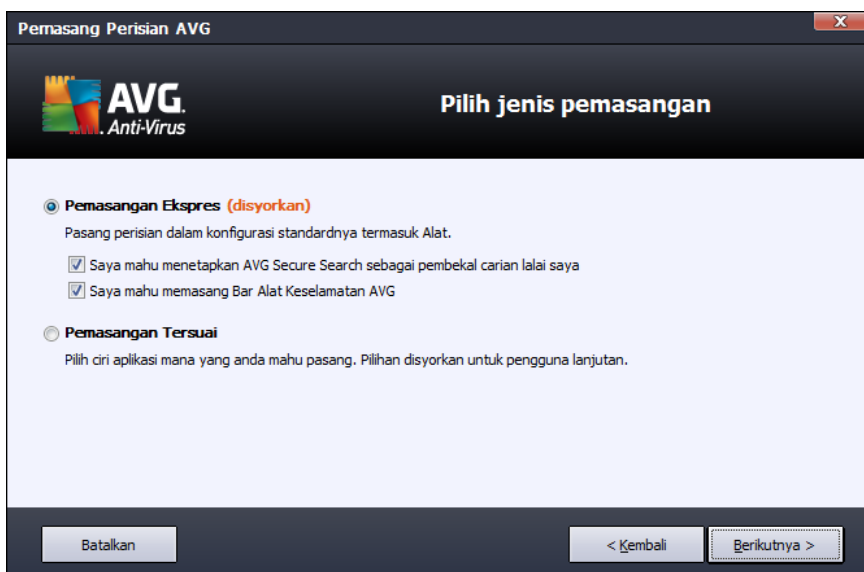 Pemasang Perisian AVG
X
AVG.
Anti-Virus
Pilih jenis pemasangan
Pemasangan Ekspres (disyorkan)
Pasang perisian dalam konfigurasi standardnya termasuk Alat.
Saya mahu menetapkan AVG Secure Search sebagai pembekal carian lalai saya
Saya mahu memasang Bar Alat Keselamatan AVG
Pemasangan Tersuai
Pilih ciri aplikasi mana yang anda mahu pasang. Pilihan disyorkan untuk pengguna lanjutan.
Batalkan
< Kembali
Berikutnya >